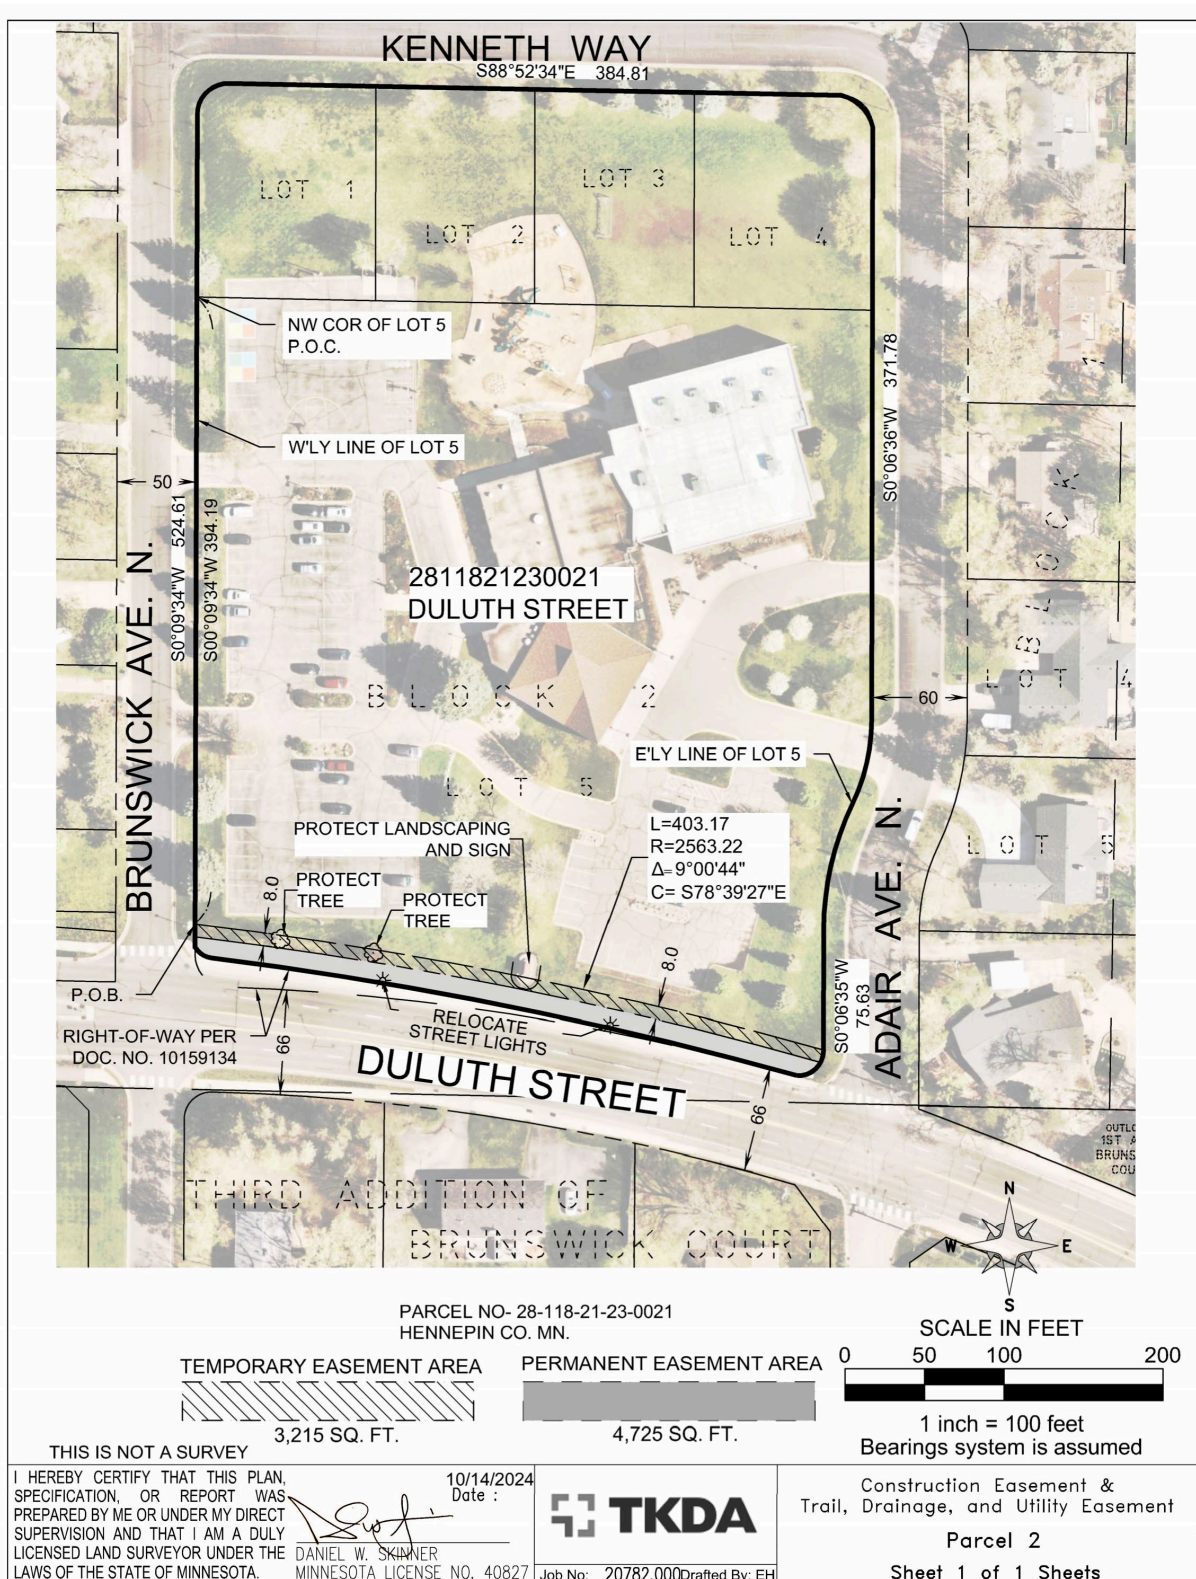 KENNETH WAY
S88°52'34"E 384.81
LOT 1
LOT 2
LOT 3
LOT 4
NW COR OF LOT 5
P.O.C.
S0°06'36"W 371.78
W'LY LINE OF LOT 5
50
S0°09'34"W 524.61
S00°09'34"W 394.19
BRUNSWICK AVE. N.
2811821230021
DULUTH STREET
BLOCK 2
LOT 5
BLOCK 1
LOT 4
60
E'LY LINE OF LOT 5
LOT 5
PROTECT LANDSCAPING
AND SIGN
L=403.17
R=2563.22
Δ=9°00'44"
C= S78°39'27"E
8.0
PROTECT
TREE
PROTECT
TREE
8.0
ADAIR AVE. N.
S0°06'35"W
75.63
P.O.B.
RIGHT-OF-WAY PER
DOC. NO. 10159134
RELOCATE
STREET LIGHTS
66
DULUTH STREET
66
OUTLO
1ST A
BRUNS
COU
THIRD ADDITION OF
BRUNSWICK COURT
N
W
E
S
PARCEL NO- 28-118-21-23-0021
HENNEPIN CO. MN.
TEMPORARY EASEMENT AREA
3,215 SQ. FT.
PERMANENT EASEMENT AREA
4,725 SQ. FT.
SCALE IN FEET
0 50 100 200
1 inch = 100 feet
Bearings system is assumed
THIS IS NOT A SURVEY
I HEREBY CERTIFY THAT THIS PLAN,
SPECIFICATION, OR REPORT WAS
PREPARED BY ME OR UNDER MY DIRECT
SUPERVISION AND THAT I AM A DULY
LICENSED LAND SURVEYOR UNDER THE
LAWS OF THE STATE OF MINNESOTA.
10/14/2024
Date :
DANIEL W. SKINNER
MINNESOTA LICENSE NO. 40827
TKDA
Job No: 20782.000 Drafted By: EH
Construction Easement &
Trail, Drainage, and Utility Easement
Parcel 2
Sheet 1 of 1 Sheets